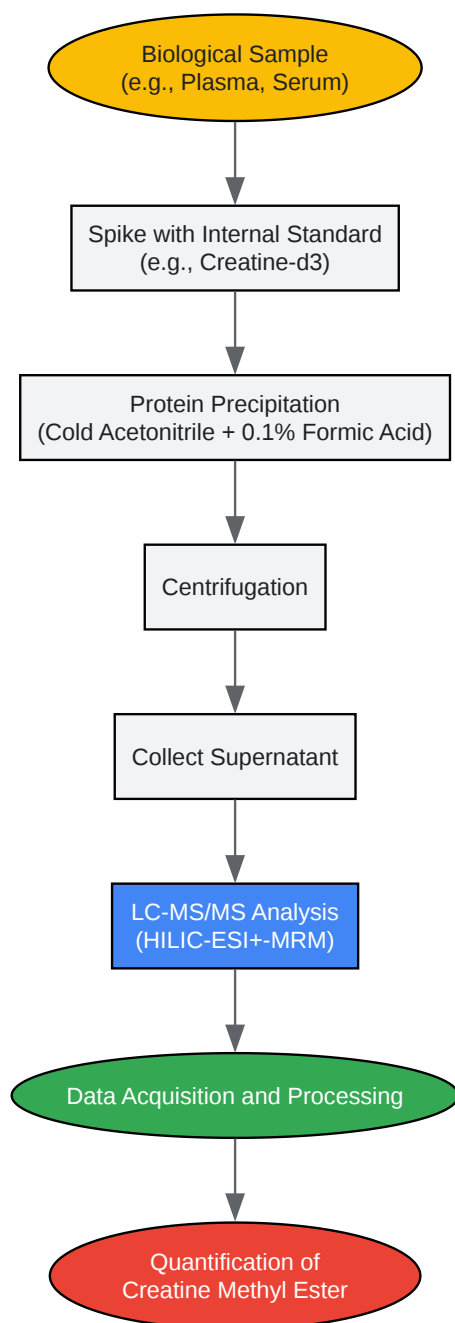 Biological Sample
(e.g., Plasma, Serum)
Spike with Internal Standard
(e.g., Creatine-d3)
Protein Precipitation
(Cold Acetonitrile + 0.1% Formic Acid)
Centrifugation
Collect Supernatant
LC-MS/MS Analysis
(HILIC-ESI+-MRM)
Data Acquisition and Processing
Quantification of
Creatine Methyl Ester